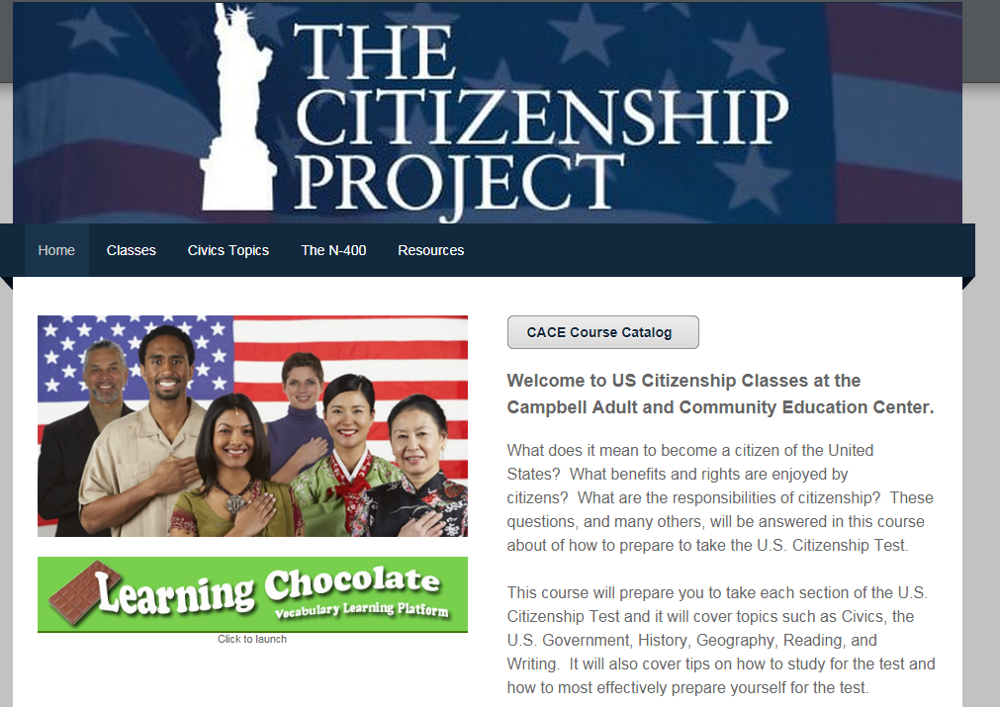 THE
CITIZENSHIP
PROJECT
Home Classes Civics Topics The N-400 Resources
CACE Course Catalog
Welcome to US Citizenship Classes at the
Campbell Adult and Community Education Center.
What does it mean to become a citizen of the United
States?  What benefits and rights are enjoyed by
citizens?  What are the responsibilities of citizenship?  These
questions, and many others, will be answered in this course
about of how to prepare to take the U.S. Citizenship Test.
This course will prepare you to take each section of the U.S.
Citizenship Test and it will cover topics such as Civics, the
U.S. Government, History, Geography, Reading, and
Writing.  It will also cover tips on how to study for the test and
how to most effectively prepare yourself for the test.
Learning Chocolate
Vocabulary Learning Platform
Click to launch